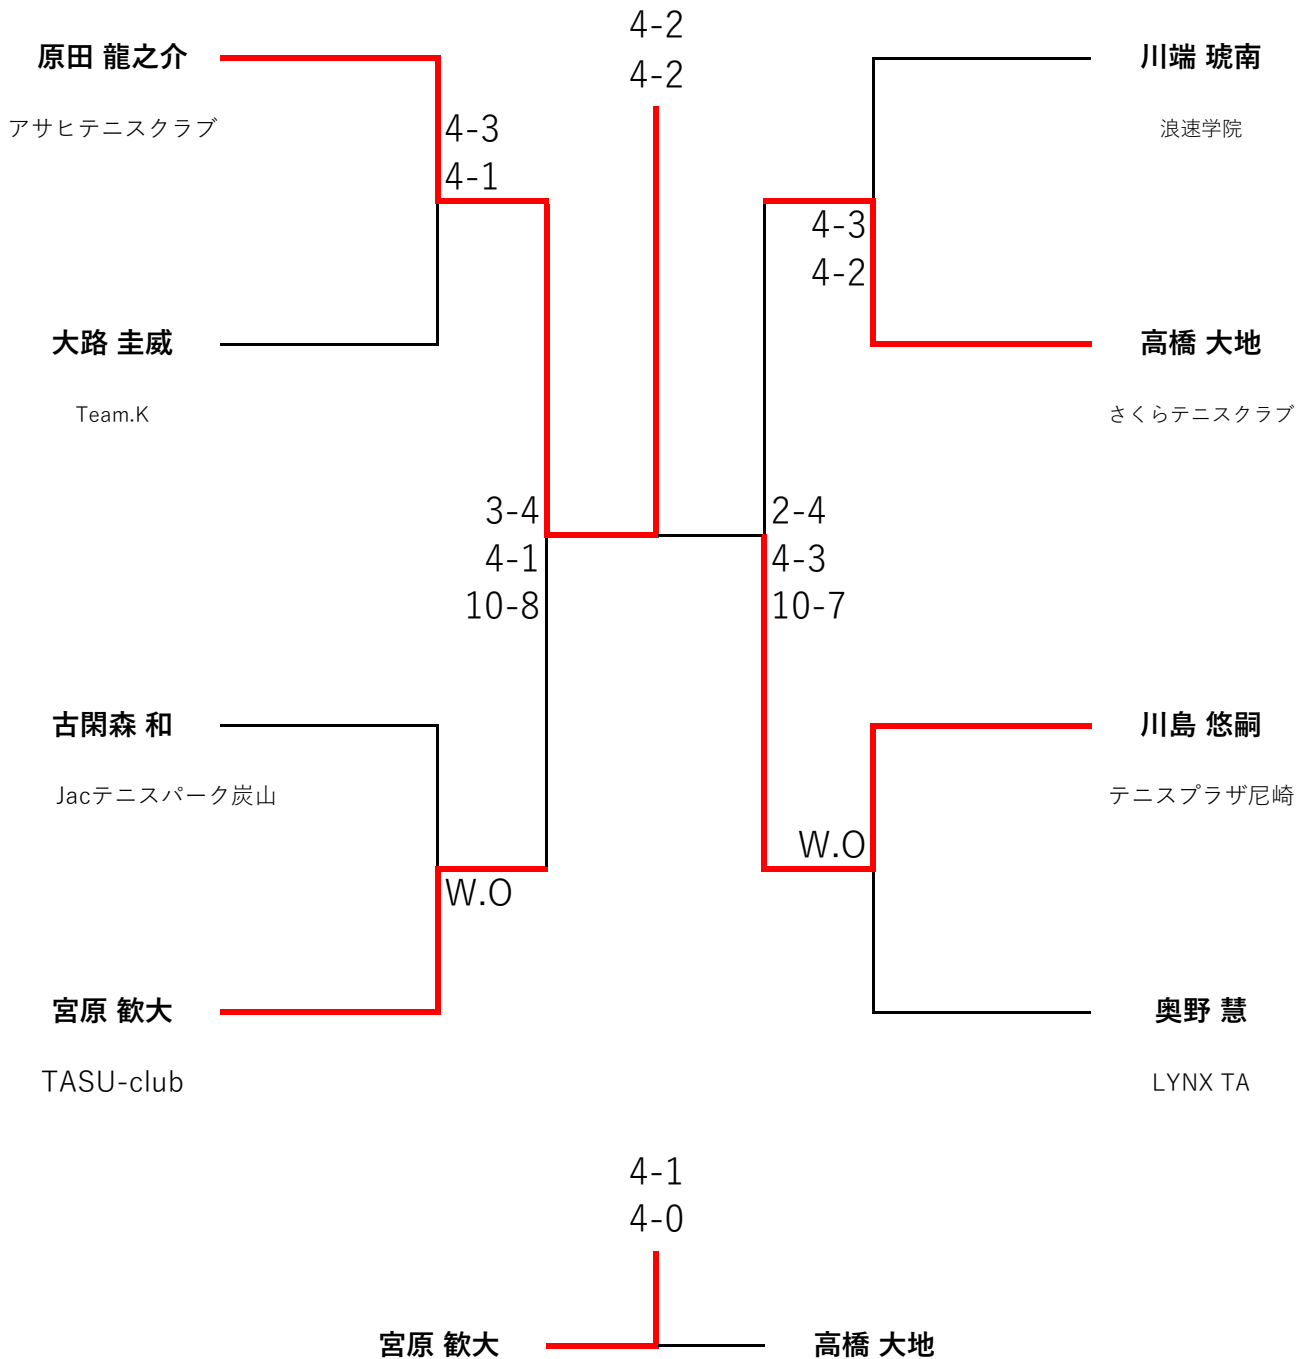 4-2
4-2
原田 龍之介
アサヒテニスクラブ
4-3
4-1
大路 圭威
Team.K
川端 琥南
浪速学院
4-3
4-2
高橋 大地
さくらテニスクラブ
3-4
4-1
10-8
2-4
4-3
10-7
古閑森 和
Jacテニスパーク炭山
W.O
宮原 歓大
TASU-club
川島 悠嗣
テニスプラザ尼崎
W.O
奥野 慧
LYNX TA
4-1
4-0
宮原 歓大
高橋 大地